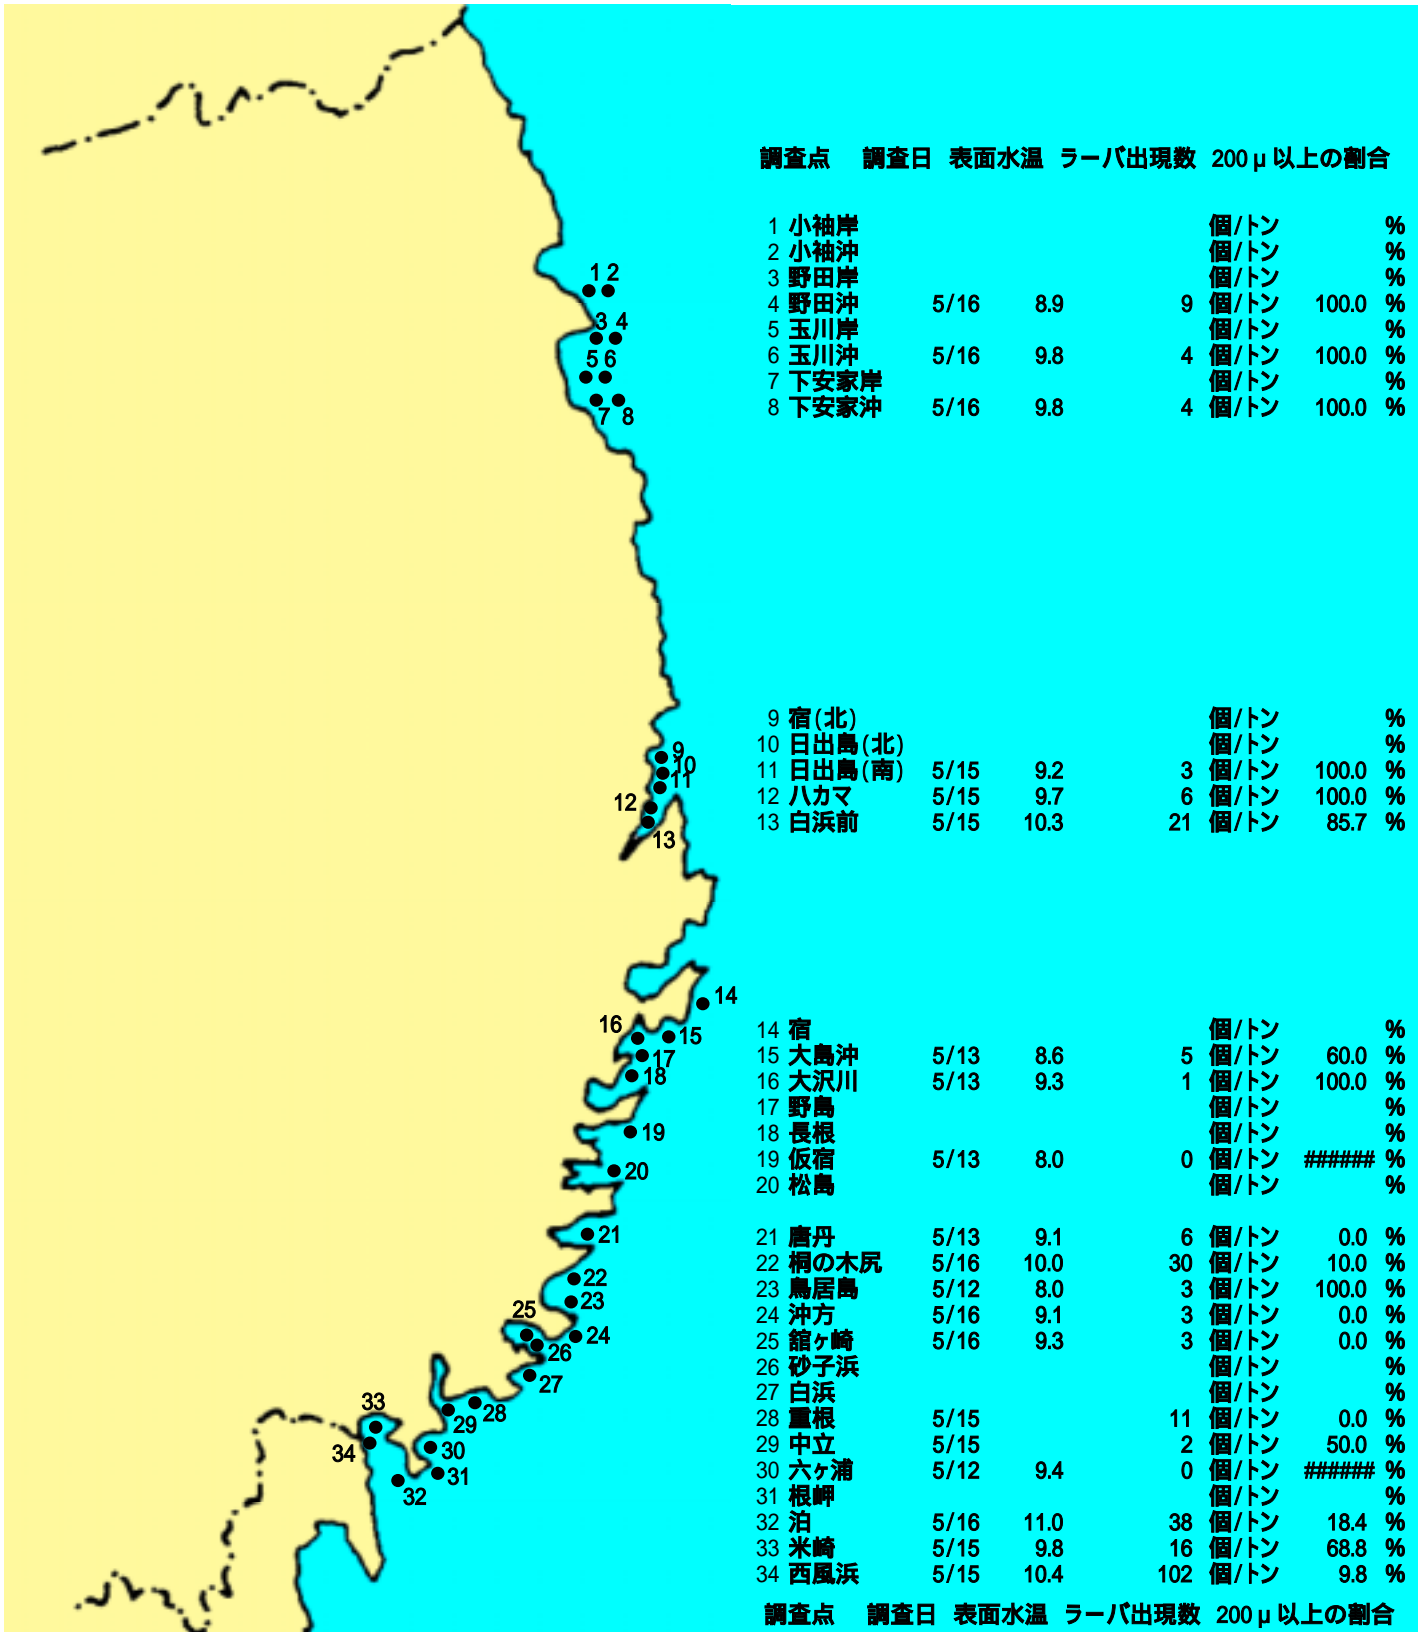 調査点 調査日 表面水温 ラーバ出現数 200μ以上の割合
1 小袖岸 個/トン %
2 小袖沖 個/トン %
3 野田岸 個/トン %
4 野田沖 5/16 8.9 9 個/トン 100.0 %
5 玉川岸 個/トン %
6 玉川沖 5/16 9.8 4 個/トン 100.0 %
7 下安家岸 個/トン %
8 下安家沖 5/16 9.8 4 個/トン 100.0 %
1 2
3 4
5 6
7 8
9 宿(北) 個/トン %
10 日出島(北) 個/トン %
11 日出島(南) 5/15 9.2 3 個/トン 100.0 %
12 ハカマ 5/15 9.7 6 個/トン 100.0 %
13 白浜前 5/15 10.3 21 個/トン 85.7 %
9
10
11
12
13
14 宿 個/トン %
15 大島沖 5/13 8.6 5 個/トン 60.0 %
16 大沢川 5/13 9.3 1 個/トン 100.0 %
17 野島 個/トン %
18 長根 個/トン %
19 仮宿 5/13 8.0 0 個/トン ###### %
20 松島 個/トン %
21 唐丹 5/13 9.1 6 個/トン 0.0 %
22 桐の木尻 5/16 10.0 30 個/トン 10.0 %
23 鳥居島 5/12 8.0 3 個/トン 100.0 %
24 沖方 5/16 9.1 3 個/トン 0.0 %
25 舘ヶ崎 5/16 9.3 3 個/トン 0.0 %
26 砂子浜 個/トン %
27 白浜 個/トン %
28 重根 5/15 11 個/トン 0.0 %
29 中立 5/15 2 個/トン 50.0 %
30 六ヶ浦 5/12 9.4 0 個/トン ###### %
31 根岬 個/トン %
32 泊 5/16 11.0 38 個/トン 18.4 %
33 米崎 5/15 9.8 16 個/トン 68.8 %
34 西風浜 5/15 10.4 102 個/トン 9.8 %
14
16 15
17
18
19
20
21
22
23
25
24
26
27
28
33
29
34 30
31
32
調査点 調査日 表面水温 ラーバ出現数 200μ以上の割合